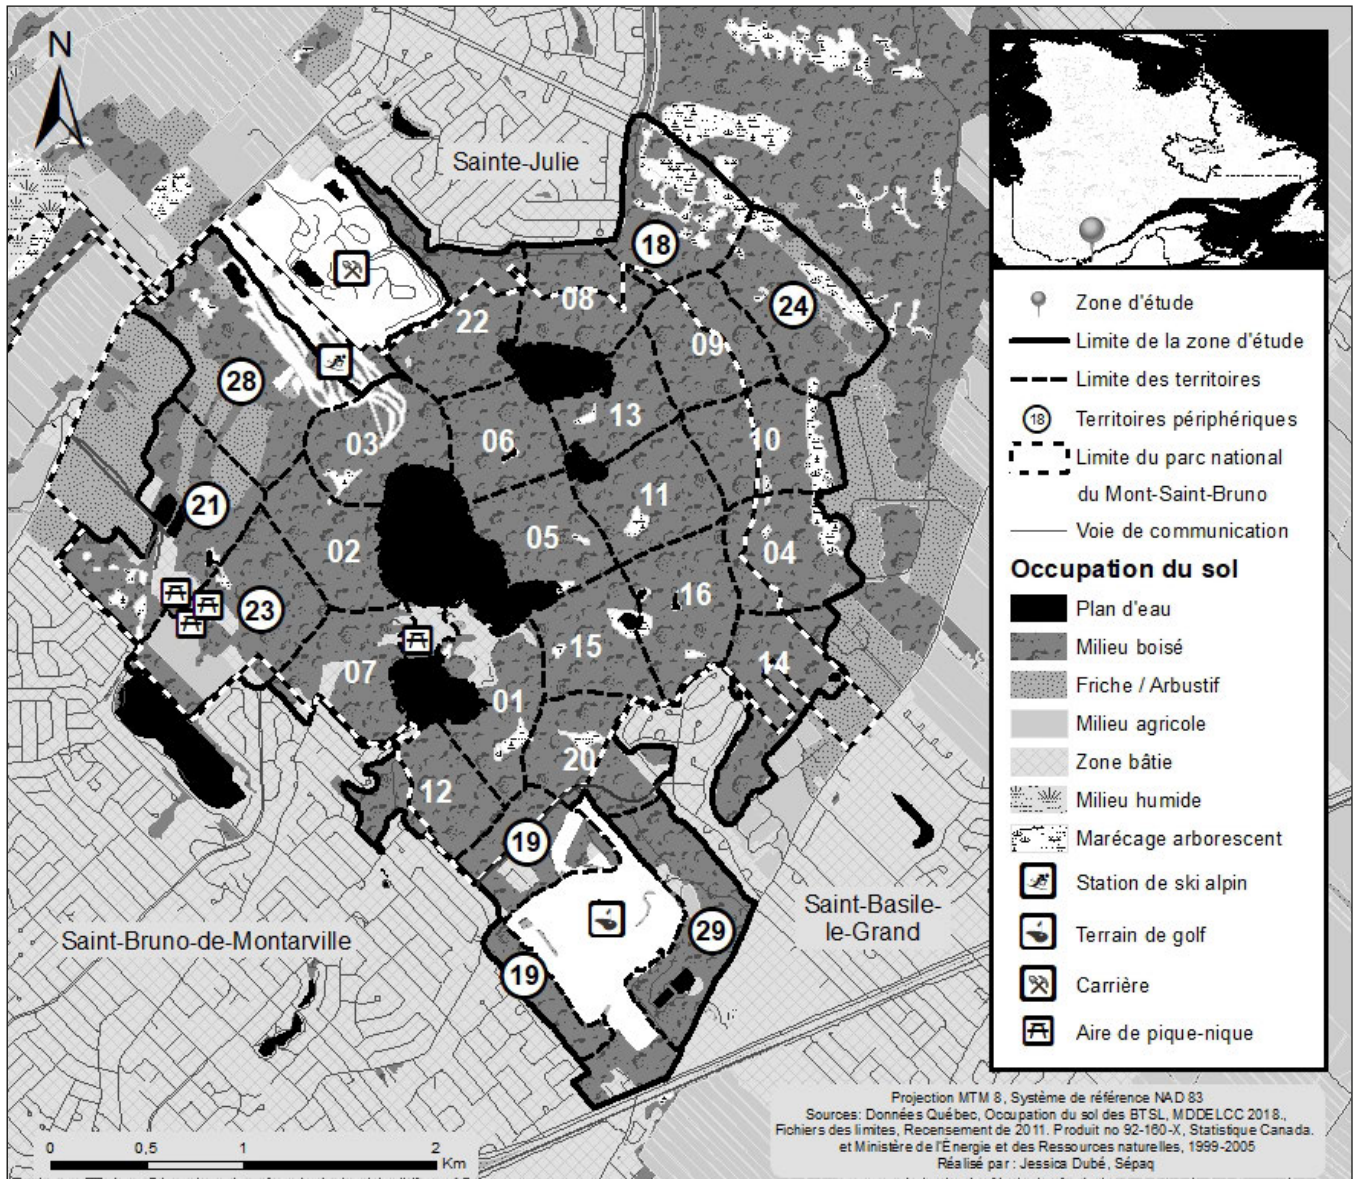 N
Sainte-Julie
18
08
24
22
09
28
13
03
06
10
11
21
02
05
04
16
23
15
14
07
01
20
12
19
Saint-Basile-
le-Grand
29
Saint-Bruno-de-Montarville
19
0 0,5 1 2
Km
Zone d'étude
Limite de la zone d'étude
Limite des territoires
18 Territoires périphériques
Limite du parc national
du Mont-Saint-Bruno
Voie de communication
Occupation du sol
Plan d'eau
Milieu boisé
Friche / Arbustif
Milieu agricole
Zone bâtie
Milieu humide
Marécage arborescent
Station de ski alpin
Terrain de golf
Carrière
Aire de pique-nique
Projection MTM 8, Système de référence NAD 83
Sources: Données Québec, Occupation du sol des BTSL, MDDELCC 2018.,
Fichiers des limites, Recensement de 2011. Produit no 92-160-X, Statistique Canada.
et Ministère de l'Énergie et des Ressources naturelles, 1999-2005
Réalisé par : Jessica Dubé, Sépaq